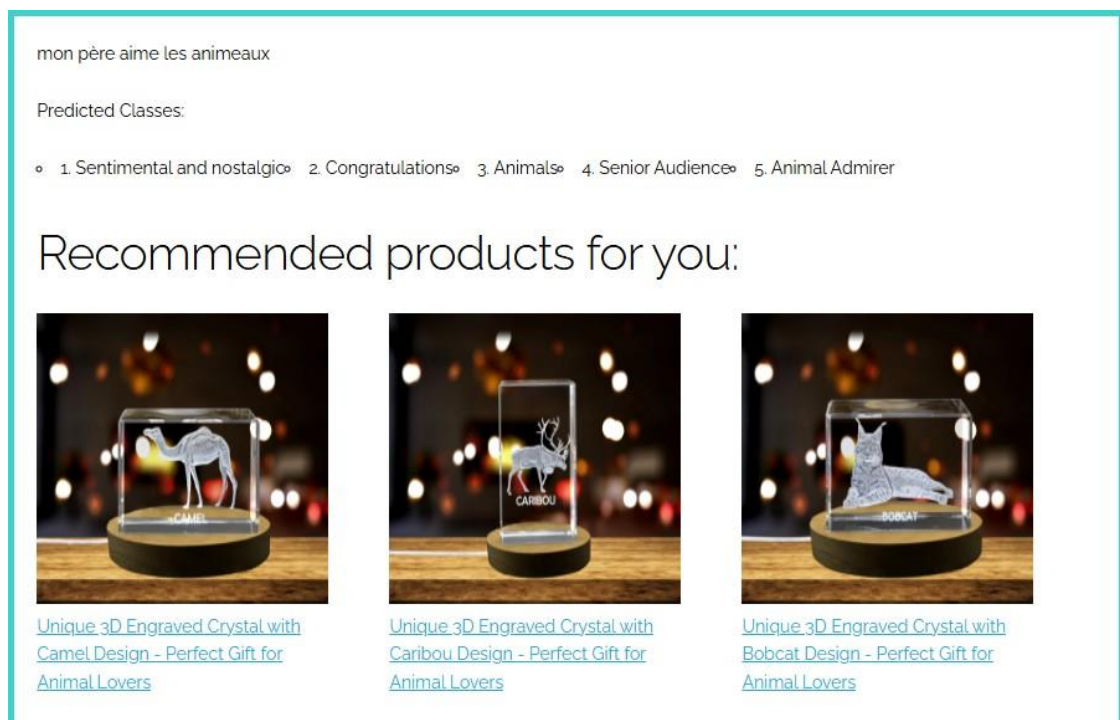 mon père aime les animeaux
Predicted Classes:
1. Sentimental and nostalgic 2. Congratulations 3. Animals 4. Senior Audience 5. Animal Admirer
Recommended products for you:
CAMEL
CARIBOU
BOBCAT
Unique 3D Engraved Crystal with
Camel Design - Perfect Gift for
Animal Lovers
Unique 3D Engraved Crystal with
Caribou Design - Perfect Gift for
Animal Lovers
Unique 3D Engraved Crystal with
Bobcat Design - Perfect Gift for
Animal Lovers